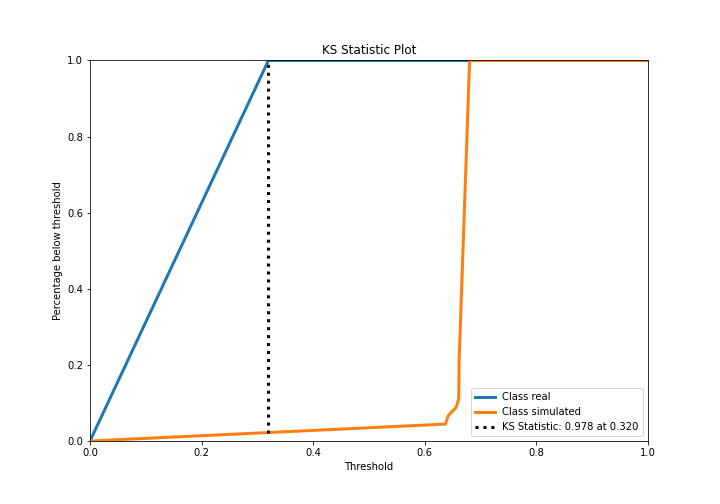 KS Statistic Plot
1.0
0.8
0.6
0.4
0.2
0.0
Percentage below threshold
Class real
Class simulated
KS Statistic: 0.978 at 0.320
0.0 0.2 0.4 0.6 0.8 1.0
Threshold